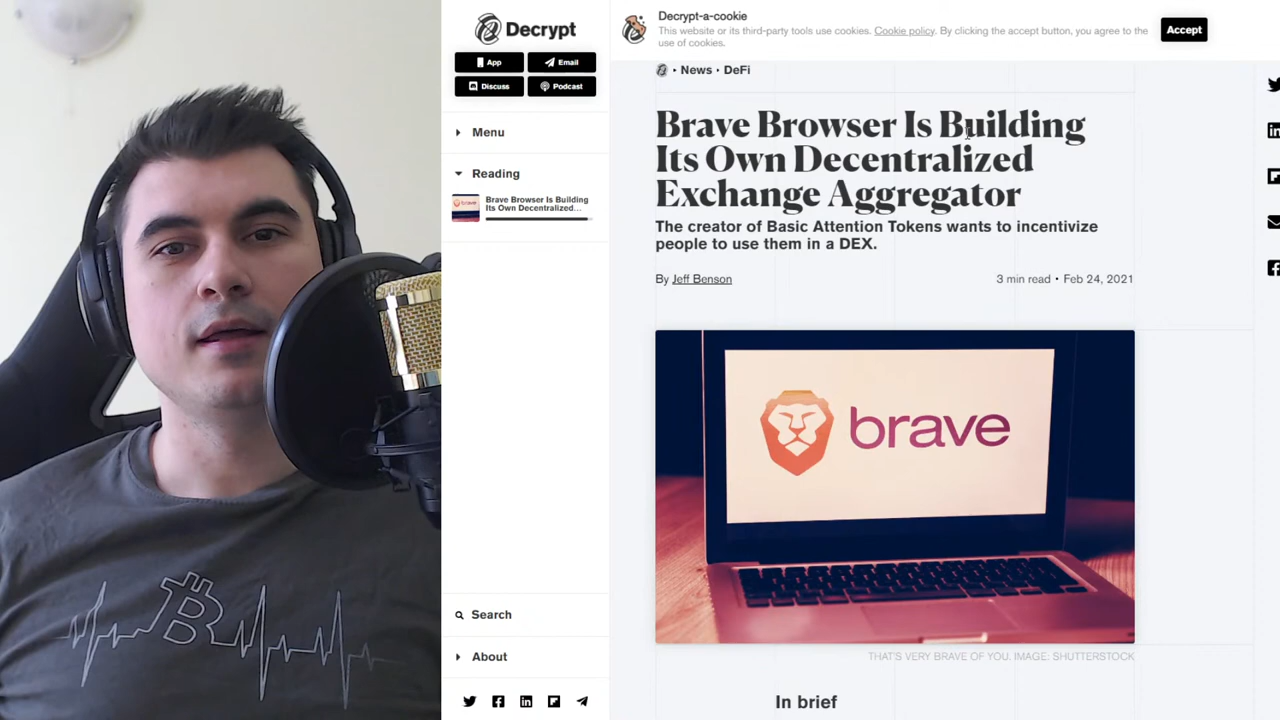 Decrypt
App
Email
Discuss
Podcast
Menu
Reading
brave
Brave Browser Is Building
Its Own Decentralized...
Search
About
Decrypt-a-cookie
This website or its third-party tools use cookies. Cookie policy. By clicking the accept button, you agree to the
use of cookies.
Accept
• News • DeFi
Brave Browser Is Building
Its Own Decentralized
Exchange Aggregator
The creator of Basic Attention Tokens wants to incentivize
people to use them in a DEX.
By Jeff Benson
3 min read • Feb 24, 2021
brave
THAT'S VERY BRAVE OF YOU. IMAGE: SHUTTERSTOCK
In brief